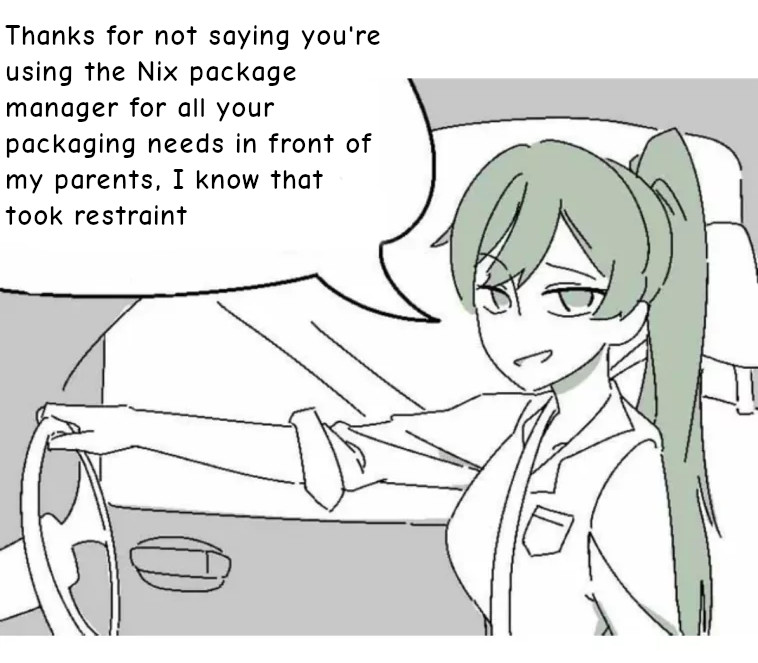 Thanks for not saying you're
using the Nix package
manager for all your
packaging needs in front of
my parents, I know that
took restraint